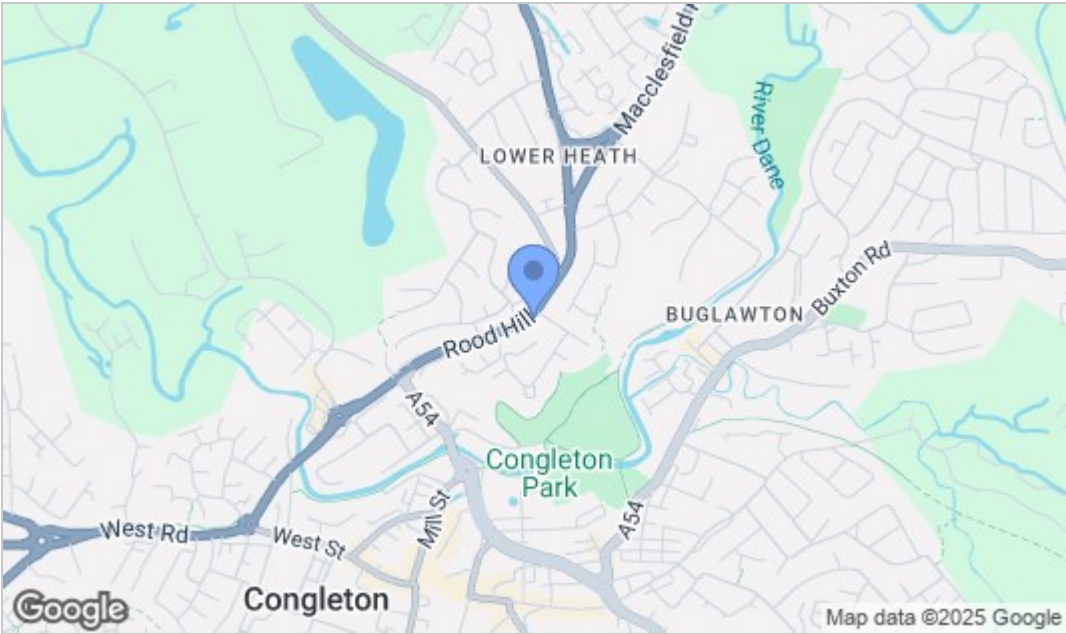 Macclesfield
LOWER HEATH
River Dane
Buxton Rd
BUGLAWTON
Rood Hill
A54
Congleton
Park
Mill St
A54
West Rd
West St
Congleton
Google
Map data ©2025 Google